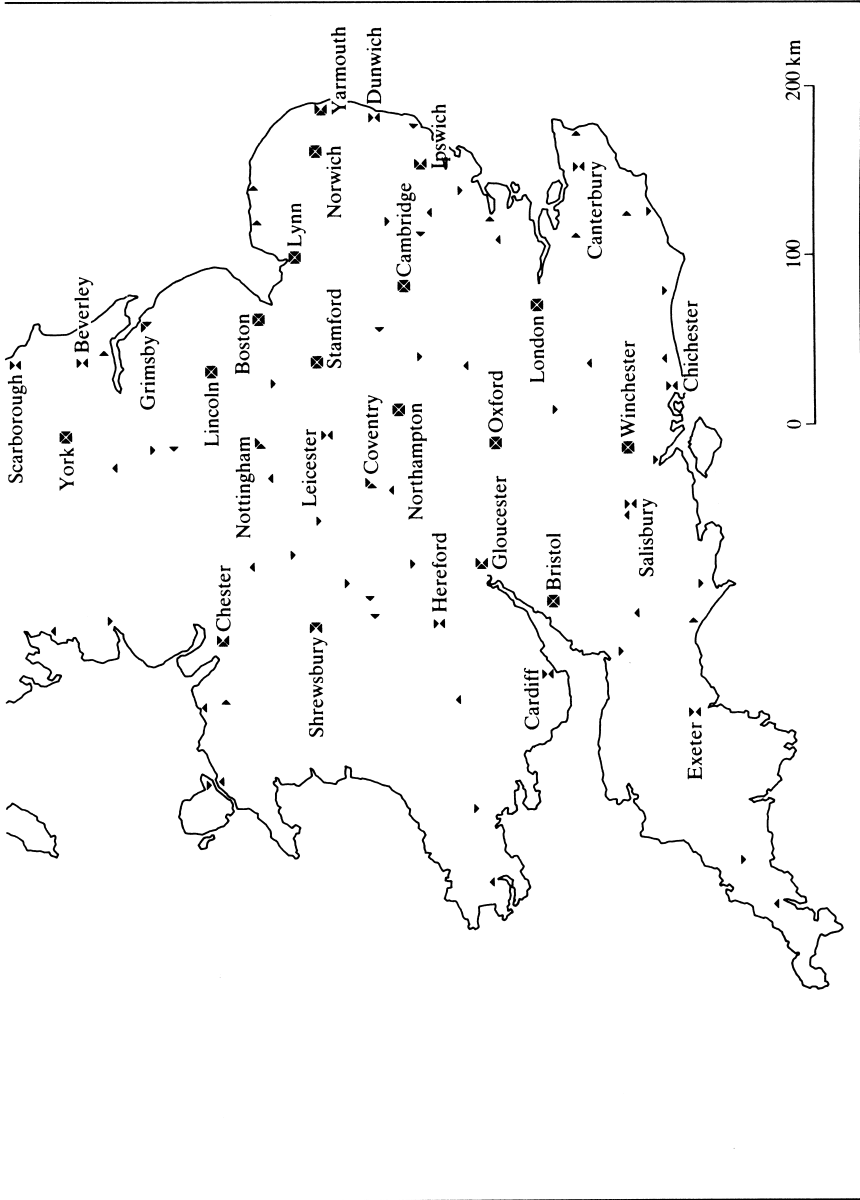 Scarborough
York
Beverley
Grimsby
Lincoln
Boston
Lynn
Norwich
Yarmouth
Dunwich
Ipswich
Stamford
Nottingham
Leicester
Coventry
Northampton
Cambridge
Chester
Shrewsbury
Hereford
Gloucester
Oxford
London
Canterbury
Bristol
Cardiff
Salisbury
Winchester
Chichester
Exeter
0
100
200 km